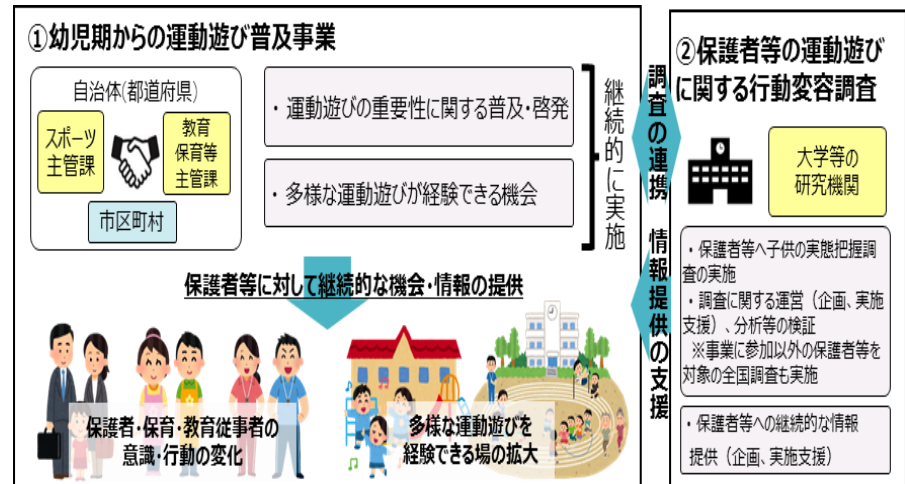 ①幼児期からの運動遊び普及事業
自治体(都道府県)
スポーツ
主管課
教育
保育等
主管課
市区町村
・運動遊びの重要性に関する普及・啓発
・多様な運動遊びが経験できる機会
継続的に実施
保護者等に対して継続的な機会・情報の提供
保護者・保育・教育従事者の
意識・行動の変化
多様な運動遊びを
経験できる場の拡大
調査の連携
情報提供の支援
②保護者等の運動遊び
に関する行動変容調査
大学等の
研究機関
・保護者等へ子供の実態把握調
査の実施
・調査に関する運営（企画、実施
支援）、分析等の検証
※事業に参加以外の保護者等を
対象の全国調査も実施
・保護者等への継続的な情報
提供（企画、実施支援）